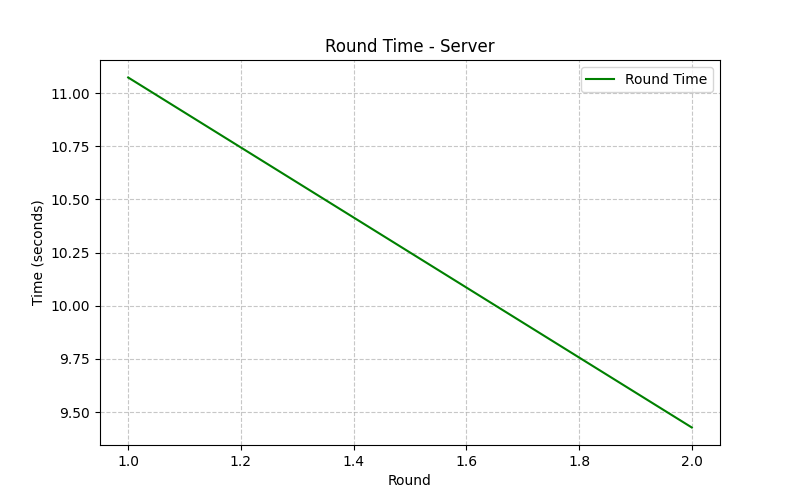 Round Time - Server
Round Time
Time (seconds)
11.00
10.75
10.50
10.25
10.00
9.75
9.50
1.0 1.2 1.4 1.6 1.8 2.0
Round